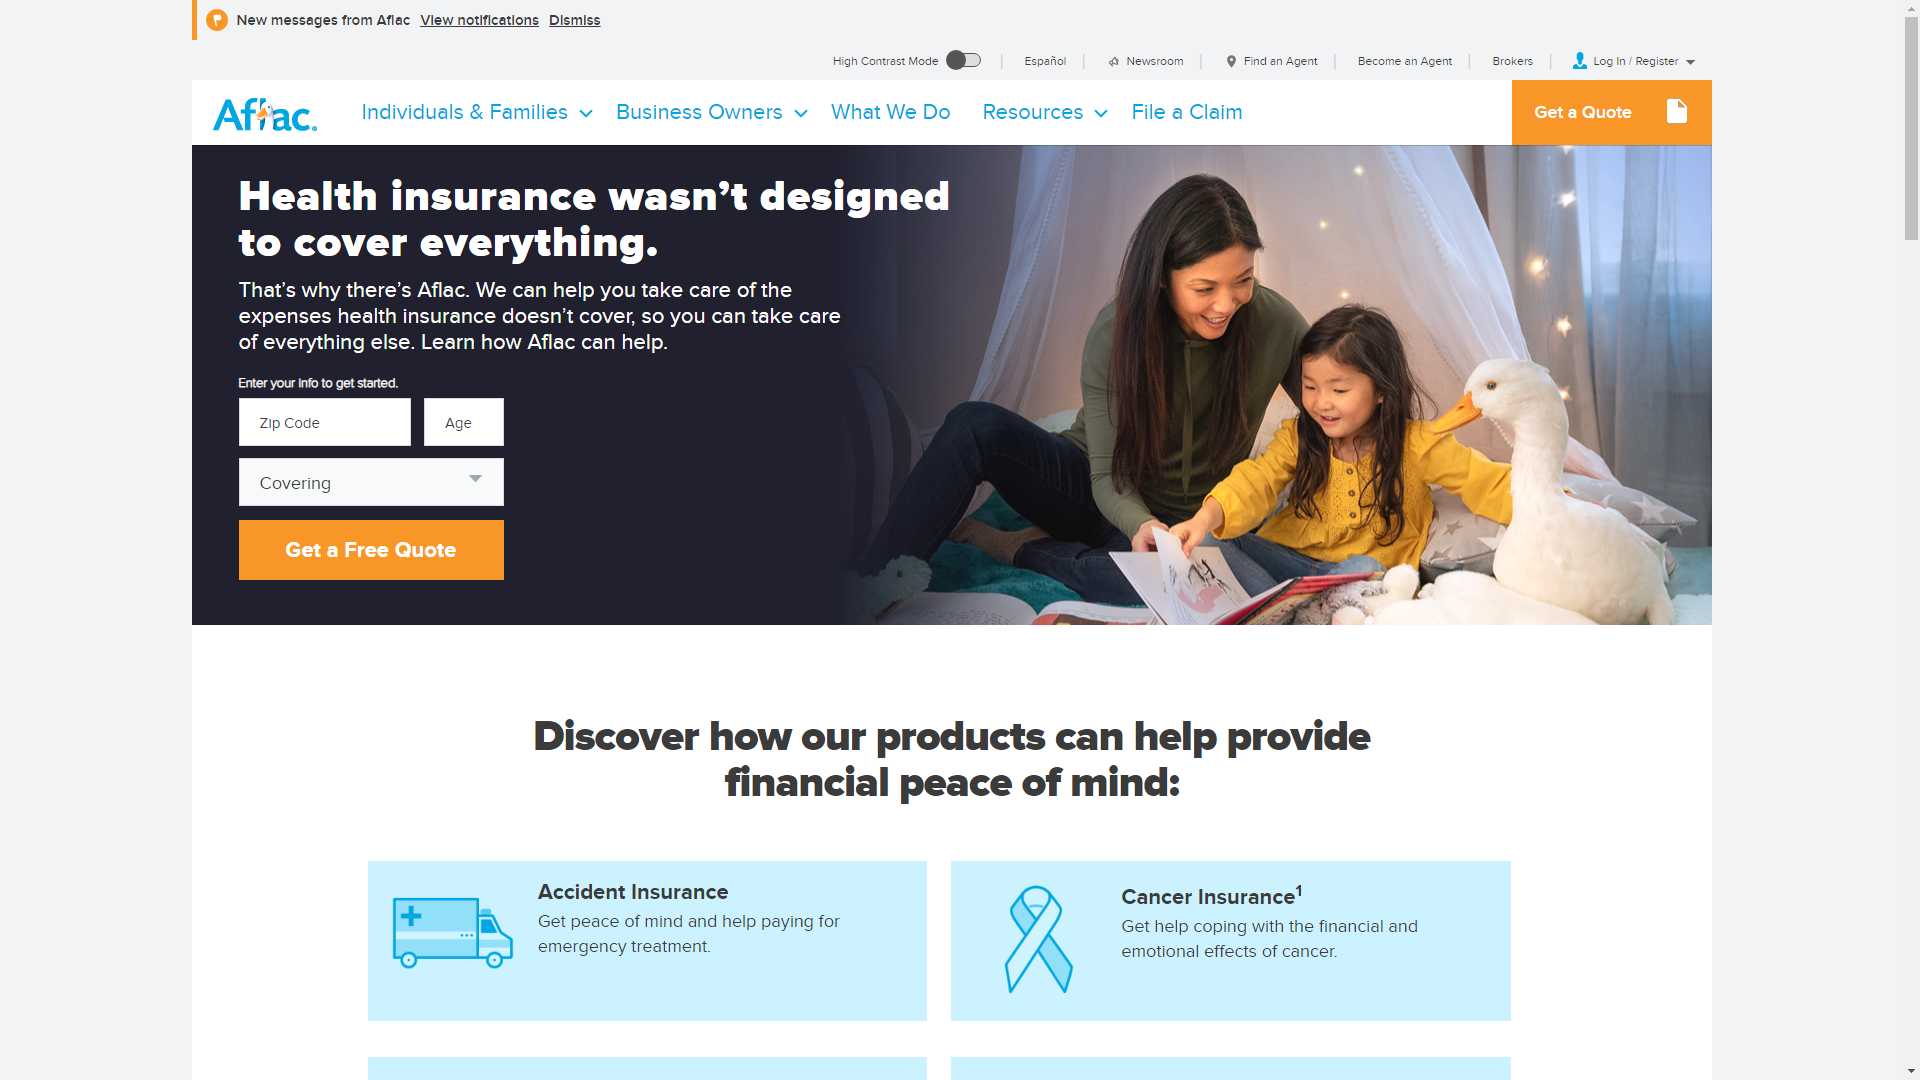 New messages from Aflac View notifications Dismiss
High Contrast Mode Español Newsroom Find an Agent Become an Agent Brokers Log In / Register
Aflac. Individuals & Families Business Owners What We Do Resources File a Claim Get a Quote
Health insurance wasn’t designed
to cover everything.
That’s why there’s Aflac. We can help you take care of the
expenses health insurance doesn’t cover, so you can take care
of everything else. Learn how Aflac can help.
Enter your info to get started.
Zip Code Age
Covering
Get a Free Quote
Discover how our products can help provide
financial peace of mind:
Accident Insurance
Get peace of mind and help paying for
emergency treatment.
Cancer Insurance¹
Get help coping with the financial and
emotional effects of cancer.